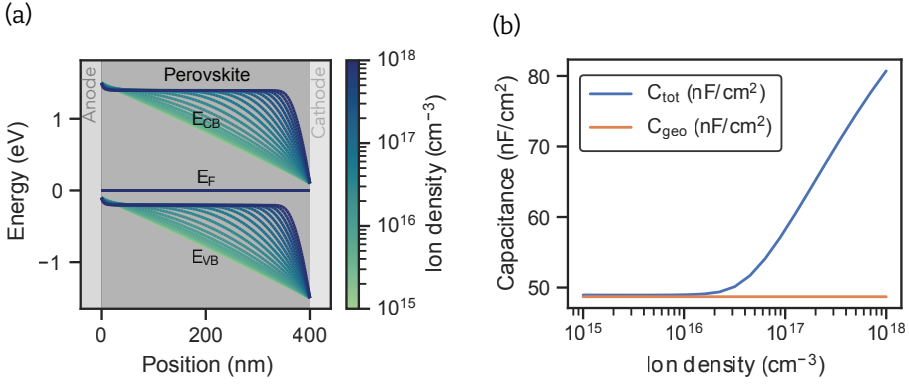 (a)
Perovskite
Anode
Cathode
E_CB
E_F
E_VB
1
0
−1
Energy (eV)
0
200
400
Position (nm)
10^18
10^17
10^16
10^15
Ion density (cm^−3)
(b)
C_tot (nF/cm^2)
C_geo (nF/cm^2)
80
70
60
50
Capacitance (nF/cm^2)
10^15
10^16
10^17
10^18
Ion density (cm^−3)